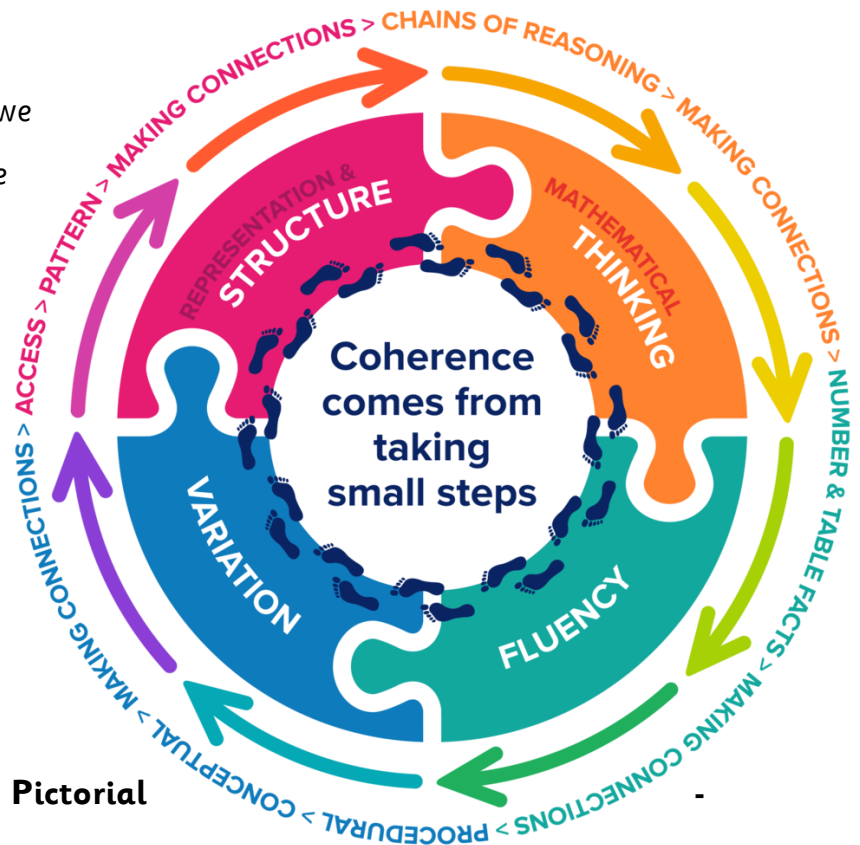 we
e
ACCESS > PATTERN > MAKING CONNECTIONS >
CHAINS OF REASONING > MAKING CONNECTIONS >
NUMBER & TABLE FACTS > MAKING CONNECTIONS >
PROCEDURAL > CONCEPTUAL > MAKING CONNECTIONS >
REPRESENTATION &
STRUCTURE
MATHEMATICAL
THINKING
Coherence
comes from
taking
small steps
VARIATION
FLUENCY
Pictorial
-